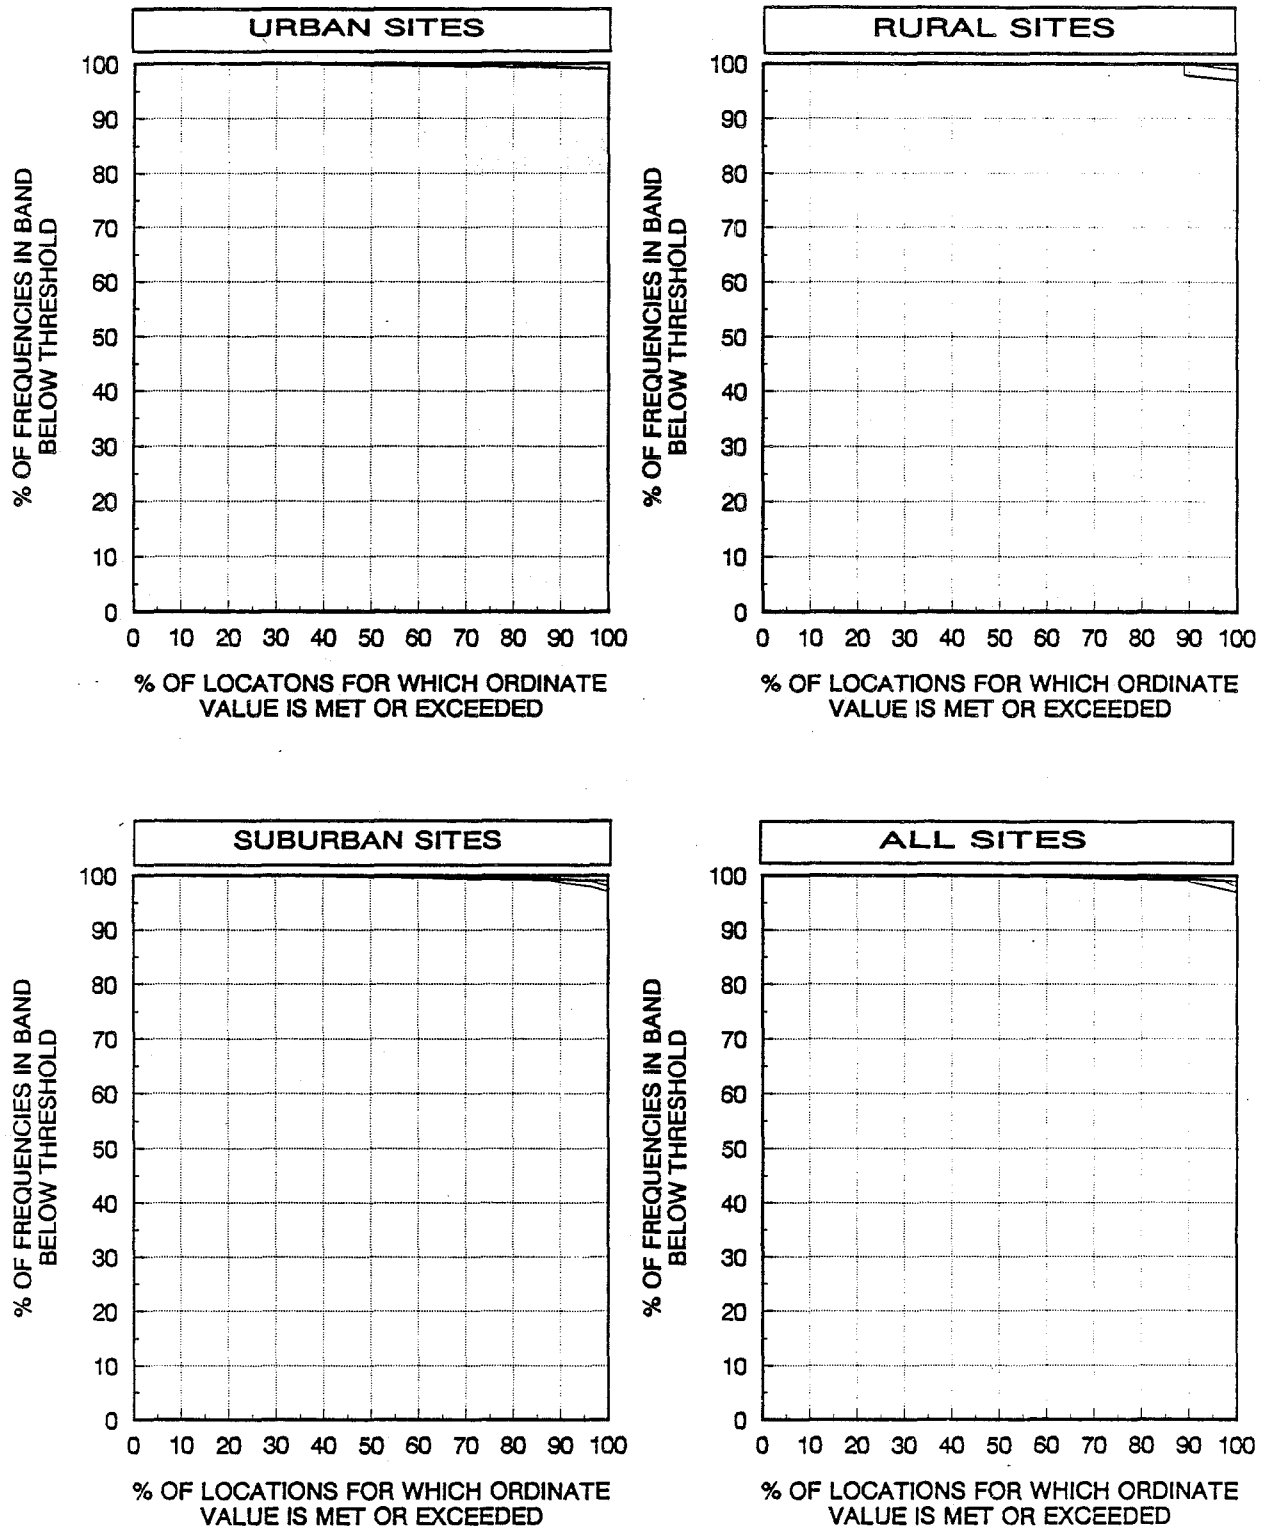 URBAN SITES
% OF FREQUENCIES IN BAND
BELOW THRESHOLD
100
90
80
70
60
50
40
30
20
10
0
0 10 20 30 40 50 60 70 80 90 100
% OF LOCATONS FOR WHICH ORDINATE
VALUE IS MET OR EXCEEDED
RURAL SITES
% OF FREQUENCIES IN BAND
BELOW THRESHOLD
100
90
80
70
60
50
40
30
20
10
0
0 10 20 30 40 50 60 70 80 90 100
% OF LOCATIONS FOR WHICH ORDINATE
VALUE IS MET OR EXCEEDED
SUBURBAN SITES
% OF FREQUENCIES IN BAND
BELOW THRESHOLD
100
90
80
70
60
50
40
30
20
10
0
0 10 20 30 40 50 60 70 80 90 100
% OF LOCATIONS FOR WHICH ORDINATE
VALUE IS MET OR EXCEEDED
ALL SITES
% OF FREQUENCIES IN BAND
BELOW THRESHOLD
100
90
80
70
60
50
40
30
20
10
0
0 10 20 30 40 50 60 70 80 90 100
% OF LOCATIONS FOR WHICH ORDINATE
VALUE IS MET OR EXCEEDED